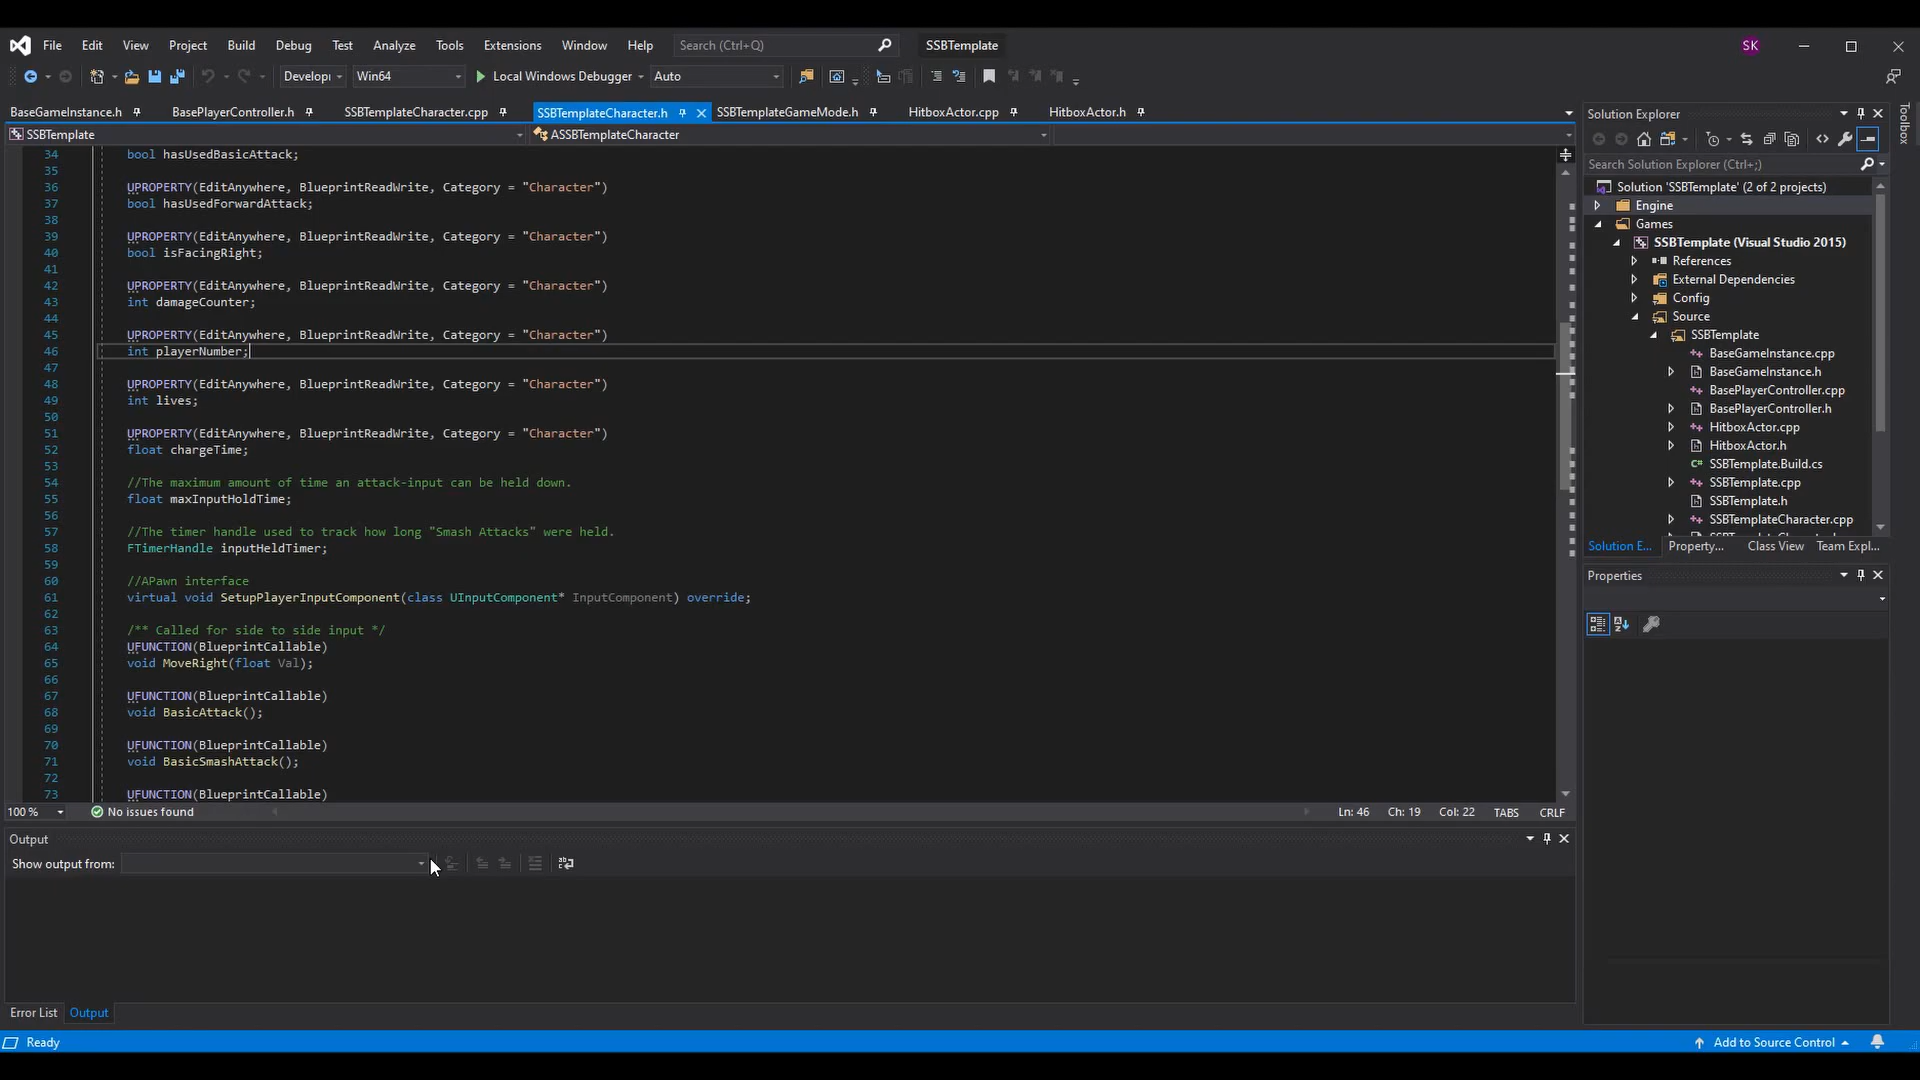 File Edit View Project Build Debug Test Analyze Tools Extensions Window Help Search (Ctrl+Q) SSBTemplate SK
Develop Win64 Local Windows Debugger Auto
BaseGameInstance.h BasePlayerController.h SSBTemplateCharacter.cpp SSBTemplateCharacter.h SSBTemplateGameMode.h HitboxActor.cpp HitboxActor.h
SSBTemplate ASSBTemplateCharacter
34 bool hasUsedBasicAttack;
35
36 UPROPERTY(EditAnywhere, BlueprintReadWrite, Category = "Character")
37 bool hasUsedForwardAttack;
38
39 UPROPERTY(EditAnywhere, BlueprintReadWrite, Category = "Character")
40 bool isFacingRight;
41
42 UPROPERTY(EditAnywhere, BlueprintReadWrite, Category = "Character")
43 int damageCounter;
44
45 UPROPERTY(EditAnywhere, BlueprintReadWrite, Category = "Character")
46 int playerNumber;
47
48 UPROPERTY(EditAnywhere, BlueprintReadWrite, Category = "Character")
49 int lives;
50
51 UPROPERTY(EditAnywhere, BlueprintReadWrite, Category = "Character")
52 float chargeTime;
53
54 //The maximum amount of time an attack-input can be held down.
55 float maxInputHoldTime;
56
57 //The timer handle used to track how long "Smash Attacks" were held.
58 FTimerHandle inputHeldTimer;
59
60 //APawn interface
61 virtual void SetupPlayerInputComponent(class UInputComponent* InputComponent) override;
62
63 /** Called for side to side input */
64 UFUNCTION(BlueprintCallable)
65 void MoveRight(float Val);
66
67 UFUNCTION(BlueprintCallable)
68 void BasicAttack();
69
70 UFUNCTION(BlueprintCallable)
71 void BasicSmashAttack();
72
73 UFUNCTION(BlueprintCallable)
100 % No issues found Ln: 46 Ch: 19 Col: 22 TABS CRLF
Output
Show output from:
Error List Output
Ready Add to Source Control
Solution Explorer
Toolbox
Search Solution Explorer (Ctrl+;)
Solution 'SSBTemplate' (2 of 2 projects)
Engine
Games
SSBTemplate (Visual Studio 2015)
References
External Dependencies
Config
Source
SSBTemplate
BaseGameInstance.cpp
BaseGameInstance.h
BasePlayerController.cpp
BasePlayerController.h
HitboxActor.cpp
HitboxActor.h
SSBTemplate.Build.cs
SSBTemplate.cpp
SSBTemplate.h
SSBTemplateCharacter.cpp
Solution E... Property... Class View Team Expl...
Properties